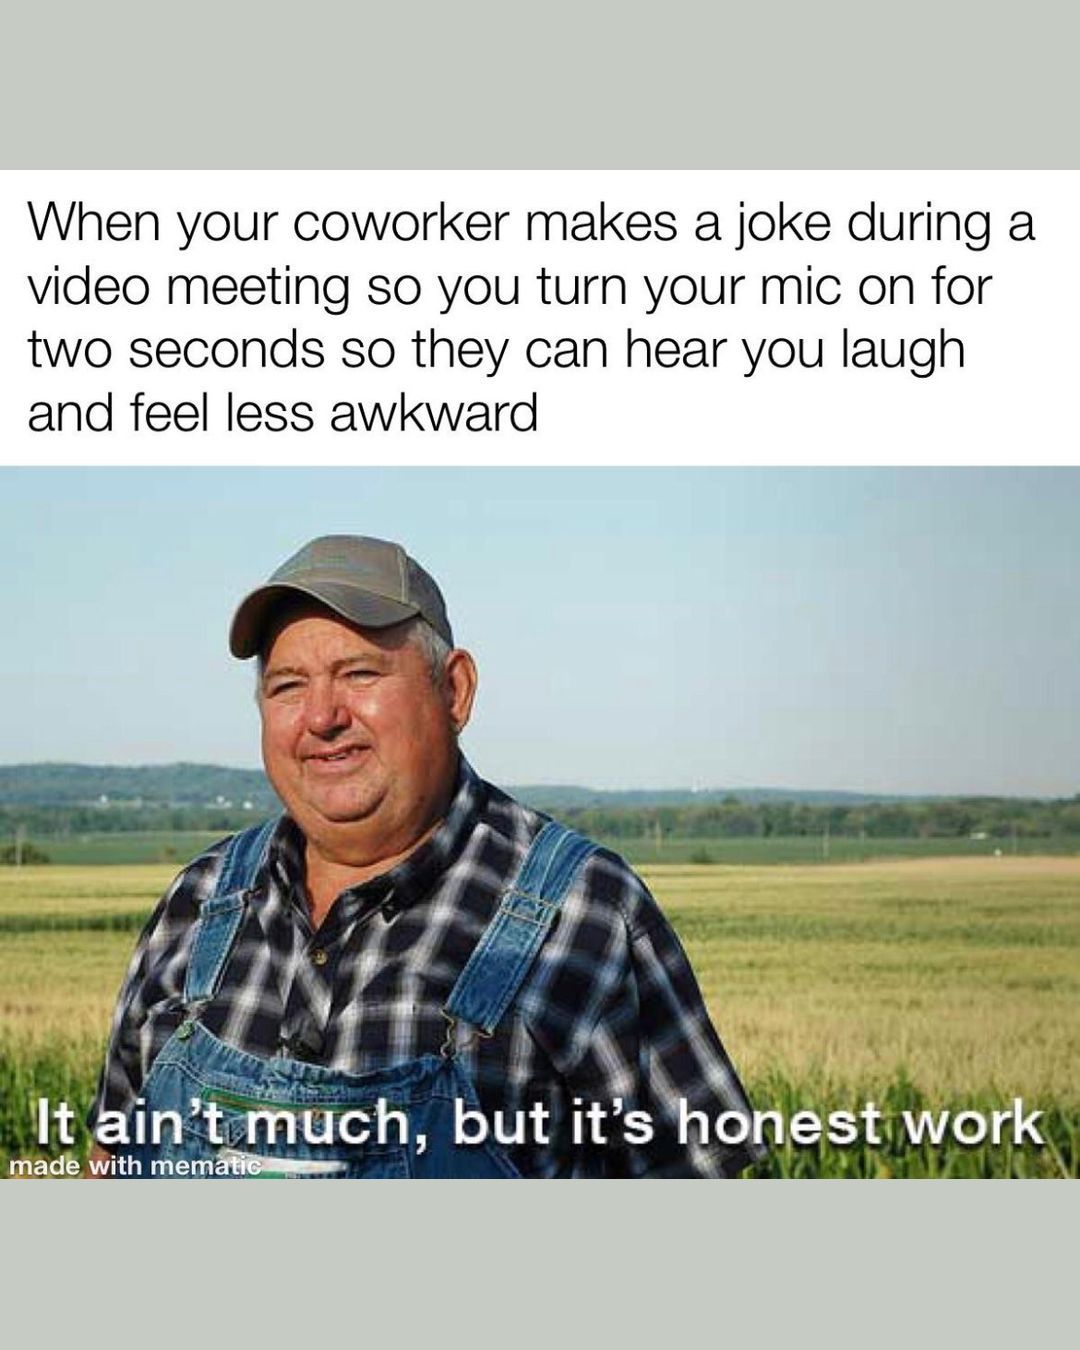 When your coworker makes a joke during a
video meeting so you turn your mic on for
two seconds so they can hear you laugh
and feel less awkward
It ain't much, but it's honest work
made with mematic